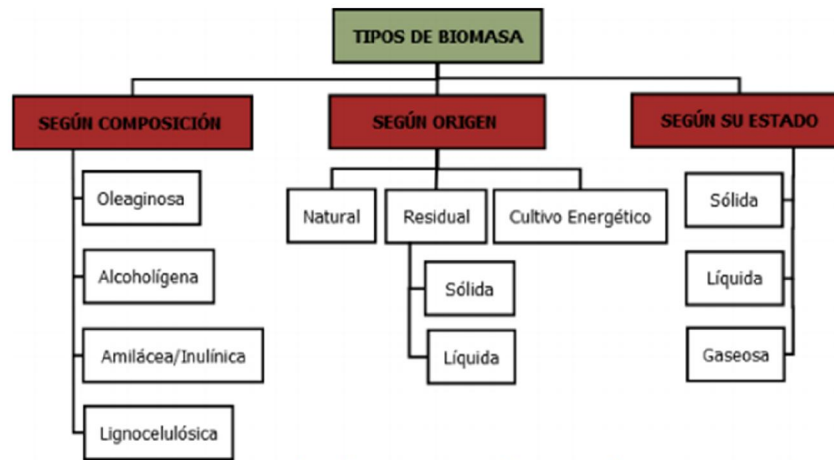 TIPOS DE BIOMASA
SEGÚN COMPOSICIÓN
SEGÚN ORIGEN
SEGÚN SU ESTADO
Oleaginosa
Alcoholígena
Amilácea/Inulínica
Lignocelulósica
Natural
Residual
Cultivo Energético
Sólida
Líquida
Sólida
Líquida
Gaseosa